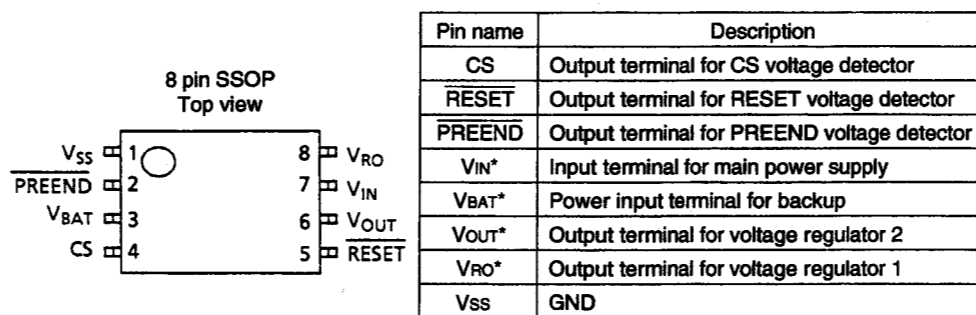 8 pin SSOP
Top view
VSS 1
PREEND 2
VBAT 3
CS 4
8 VRO
7 VIN
6 VOUT
5 RESET
Pin name Description
CS Output terminal for CS voltage detector
RESET Output terminal for RESET voltage detector
PREEND Output terminal for PREEND voltage detector
VIN* Input terminal for main power supply
VBAT* Power input terminal for backup
VOUT* Output terminal for voltage regulator 2
VRO* Output terminal for voltage regulator 1
Vss GND